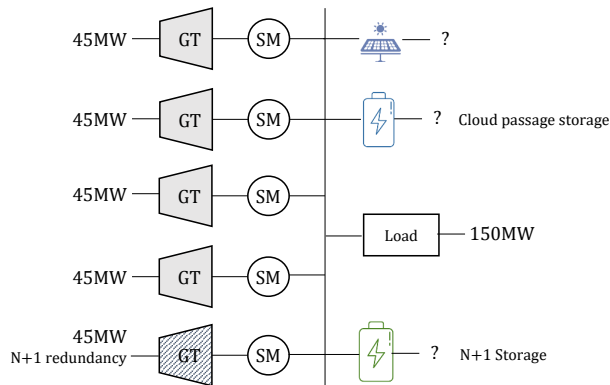 45MW GT SM ?
45MW GT SM ? Cloud passage storage
45MW GT SM
Load 150MW
45MW GT SM
45MW
N+1 redundancy GT SM ? N+1 Storage